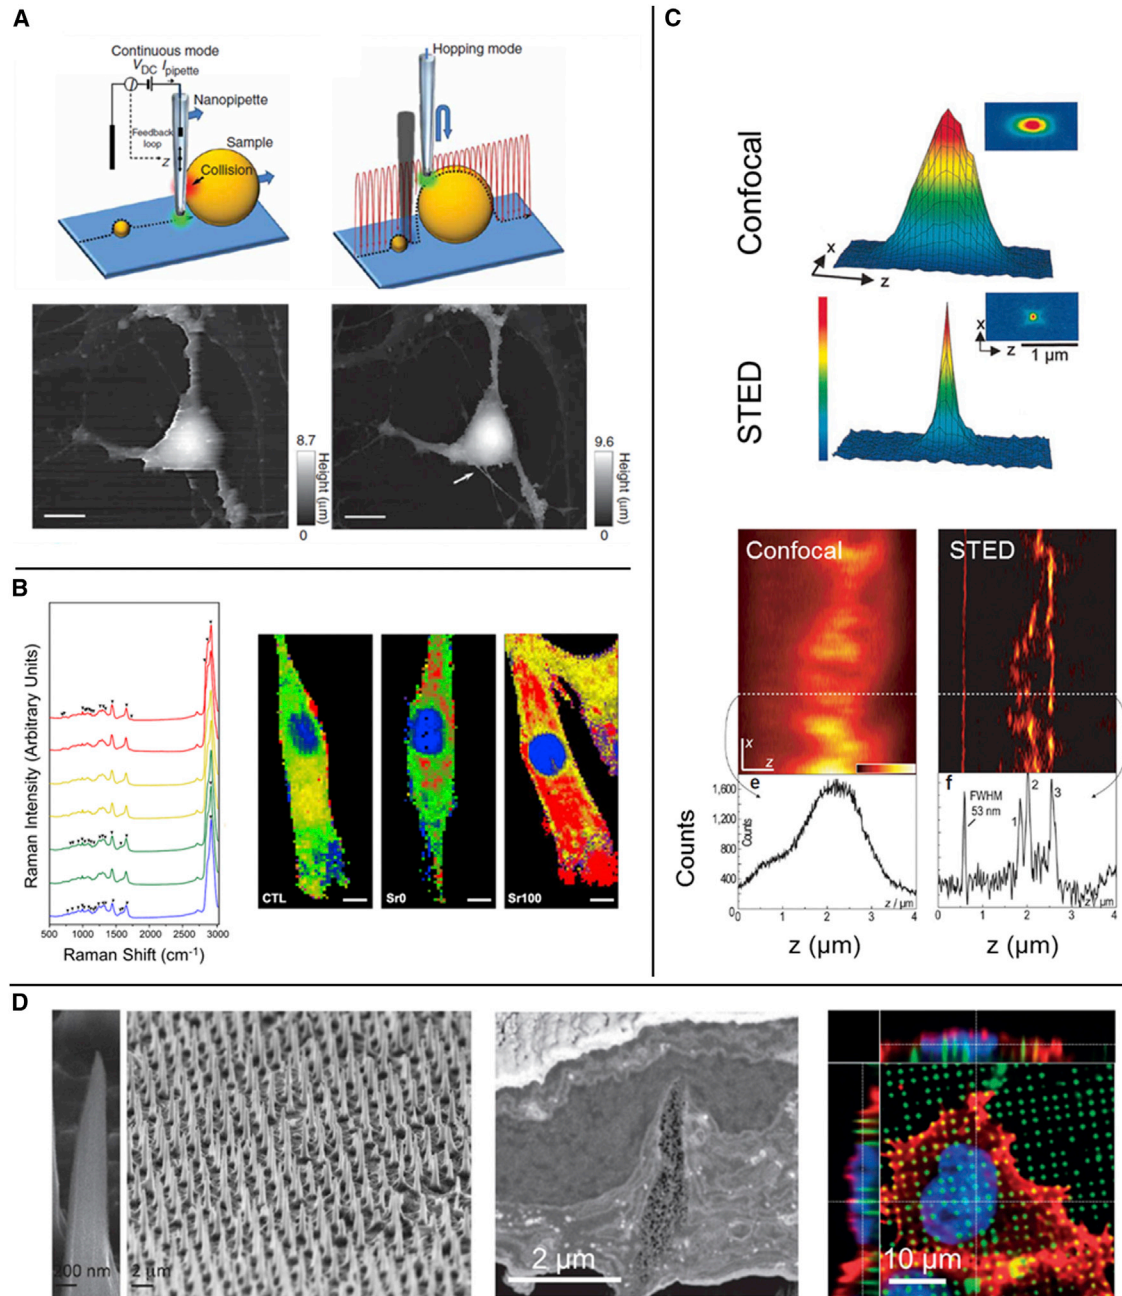 A
Continuous mode
V_DC I_pipette
Nanopipette
Feedback
loop
z
Sample
Collision
Hopping mode
8.7
Height (µm)
0
9.6
Height (µm)
0
B
Raman Intensity (Arbitrary Units)
500 1000 1500 2000 2500 3000
Raman Shift (cm⁻¹)
CTL
Sr0
Sr100
C
Confocal
x
z
STED
x
z
1 µm
Confocal
x
z
STED
e
1,600
1,200
Counts
800
400
0
0 1 2 3 4
z / µm
Counts
z (µm)
f
FWHM
53 nm
1
2
3
z / µm
0 1 2 3 4
z (µm)
D
200 nm
2 µm
2 µm
10 µm